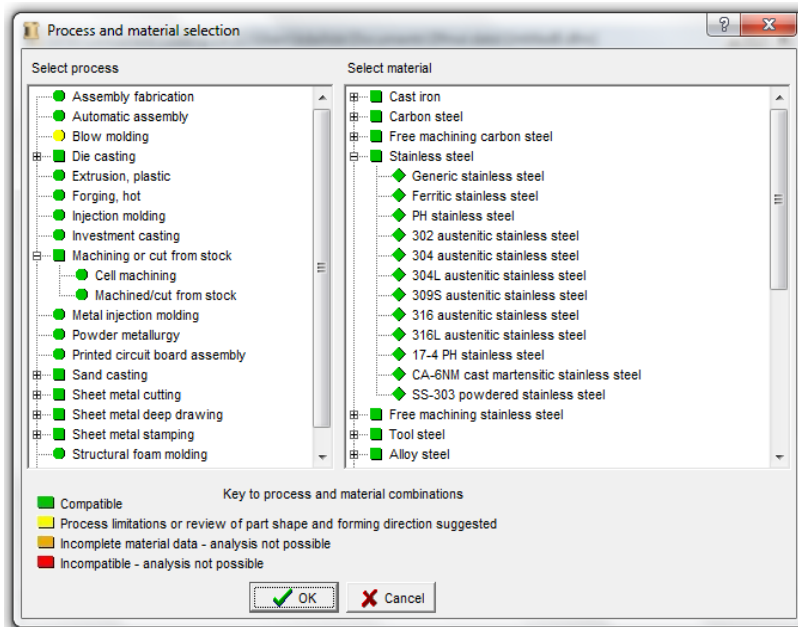 Process and material selection
Select process
Assembly fabrication
Automatic assembly
Blow molding
Die casting
Extrusion, plastic
Forging, hot
Injection molding
Investment casting
Machining or cut from stock
Cell machining
Machined/cut from stock
Metal injection molding
Powder metallurgy
Printed circuit board assembly
Sand casting
Sheet metal cutting
Sheet metal deep drawing
Sheet metal stamping
Structural foam molding
Select material
Cast iron
Carbon steel
Free machining carbon steel
Stainless steel
Generic stainless steel
Ferritic stainless steel
PH stainless steel
302 austenitic stainless steel
304 austenitic stainless steel
304L austenitic stainless steel
309S austenitic stainless steel
316 austenitic stainless steel
316L austenitic stainless steel
17-4 PH stainless steel
CA-6NM cast martensitic stainless steel
SS-303 powdered stainless steel
Free machining stainless steel
Tool steel
Alloy steel
Key to process and material combinations
Compatible
Process limitations or review of part shape and forming direction suggested
Incomplete material data - analysis not possible
Incompatible - analysis not possible
OK
Cancel